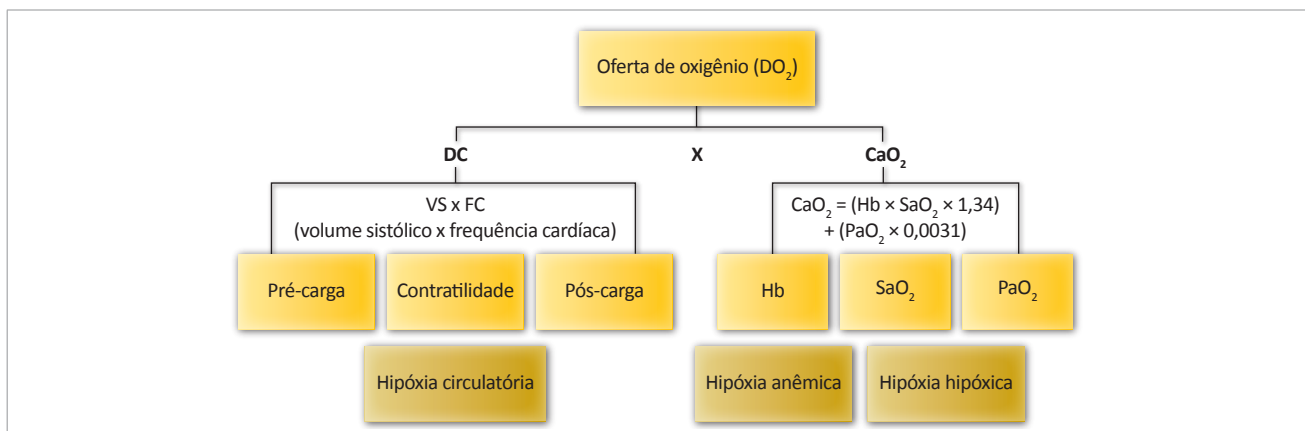 Oferta de oxigênio (DO₂)
DC X CaO₂
VS x FC
(volume sistólico x frequência cardíaca)
CaO₂ = (Hb × SaO₂ × 1,34)
+ (PaO₂ × 0,0031)
Pré-carga Contratilidade Pós-carga Hb SaO₂ PaO₂
Hipóxia circulatória Hipóxia anêmica Hipóxia hipóxica